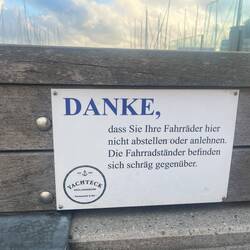 DANKE,
dass Sie Ihre Fahrräder hier
nicht abstellen oder anlehnen.
Die Fahrradständer befinden
sich schräg gegenüber.
YACHTECK